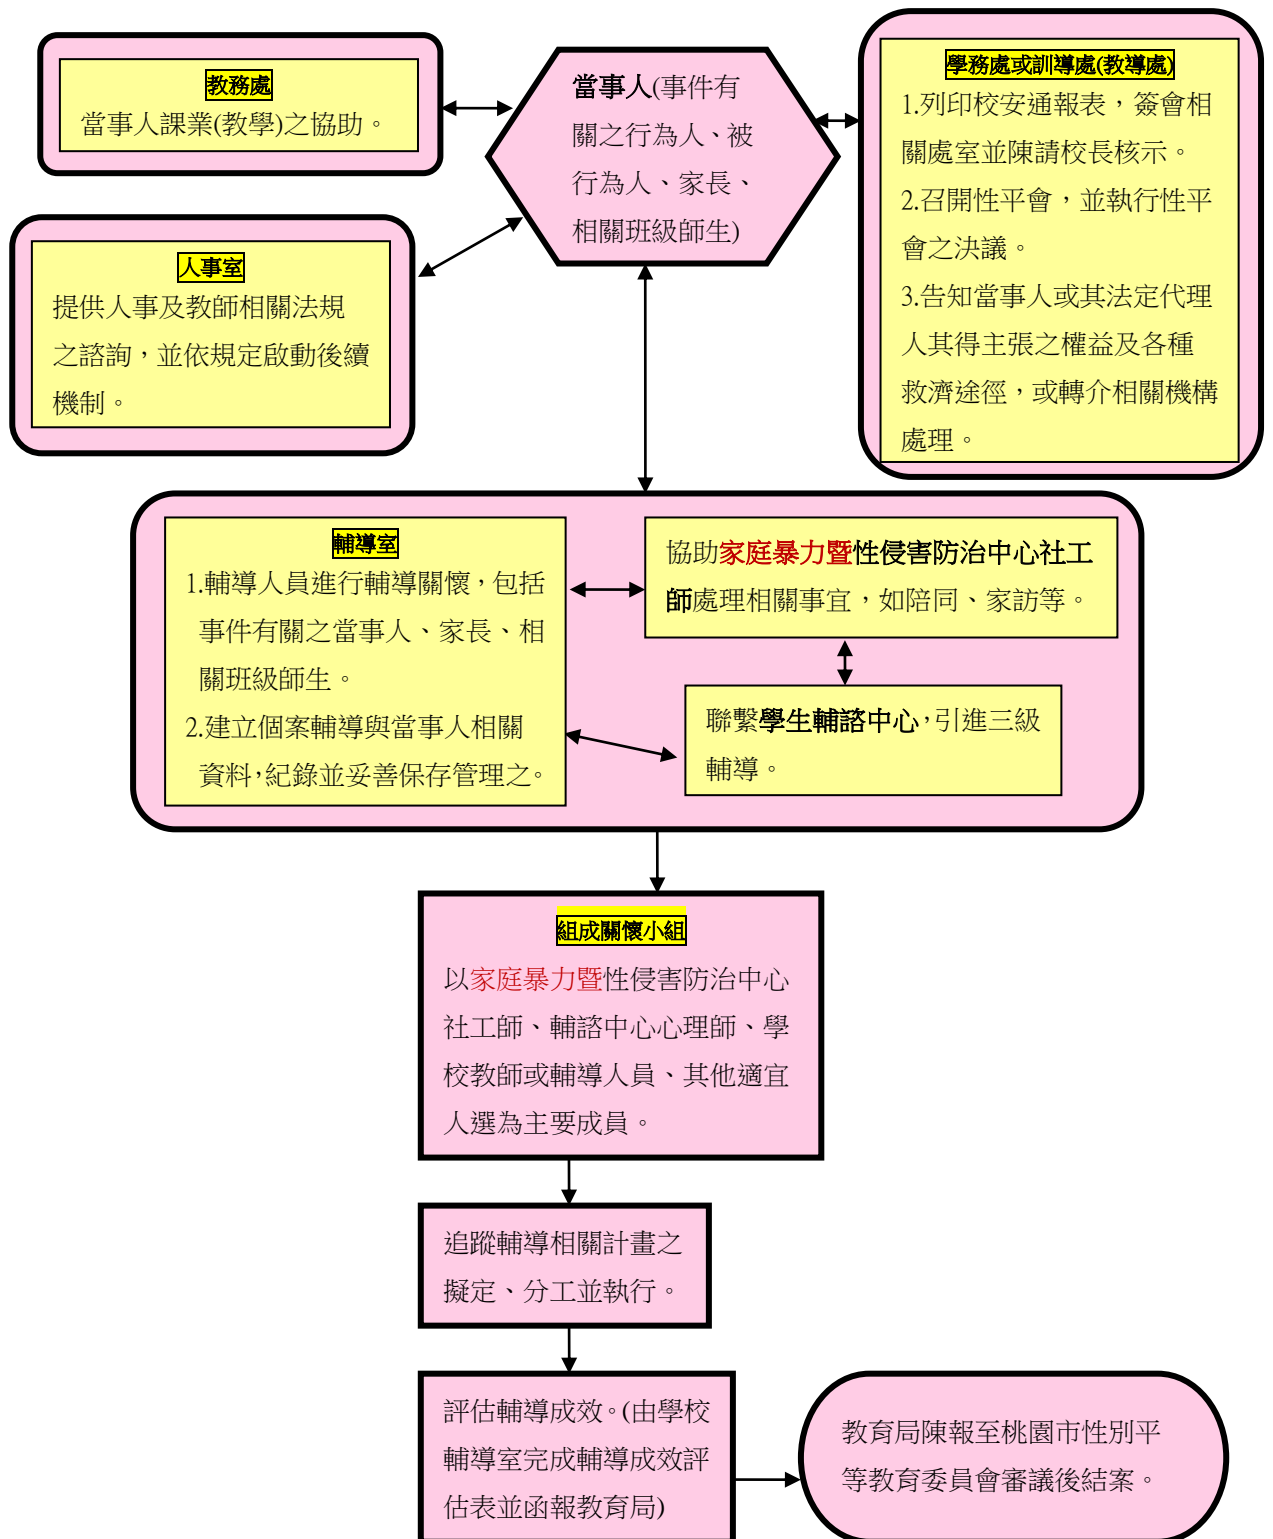 教務處
當事人課業(教學)之協助。
人事室
提供人事及教師相關法規
之諮詢，並依規定啟動後續
機制。
當事人(事件有
關之行為人、被
行為人、家長、
相關班級師生)
學務處或訓導處(教導處)
1.列印校安通報表，簽會相
關處室並陳請校長核示。
2.召開性平會，並執行性平
會之決議。
3.告知當事人或其法定代理
人其得主張之權益及各種
救濟途徑，或轉介相關機構
處理。
輔導室
1.輔導人員進行輔導關懷，包括
事件有關之當事人、家長、相
關班級師生。
2.建立個案輔導與當事人相關
資料，紀錄並妥善保存管理之。
協助家庭暴力暨性侵害防治中心社工
師處理相關事宜，如陪同、家訪等。
聯繫學生輔諮中心，引進三級
輔導。
組成關懷小組
以家庭暴力暨性侵害防治中心
社工師、輔諮中心心理師、學
校教師或輔導人員、其他適宜
人選為主要成員。
追蹤輔導相關計畫之
擬定、分工並執行。
評估輔導成效。(由學校
輔導室完成輔導成效評
估表並函報教育局)
教育局陳報至桃園市性別平
等教育委員會審議後結案。